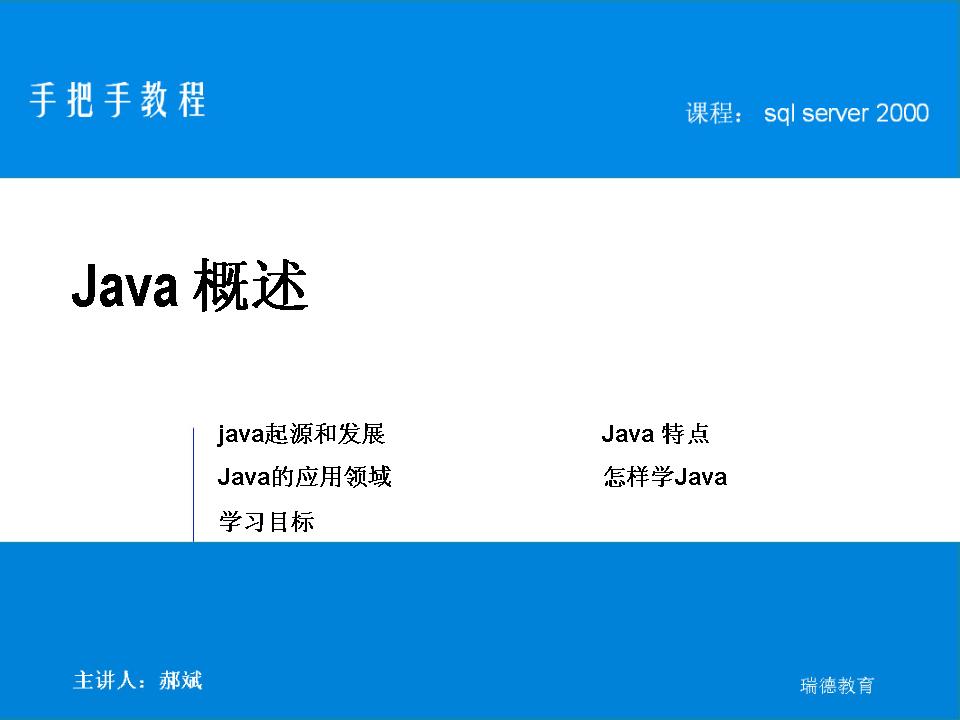 手把手教程
课程： sql server 2000
Java 概述
java起源和发展
Java 特点
Java的应用领域
怎样学Java
学习目标
主讲人：郝斌
瑞德教育